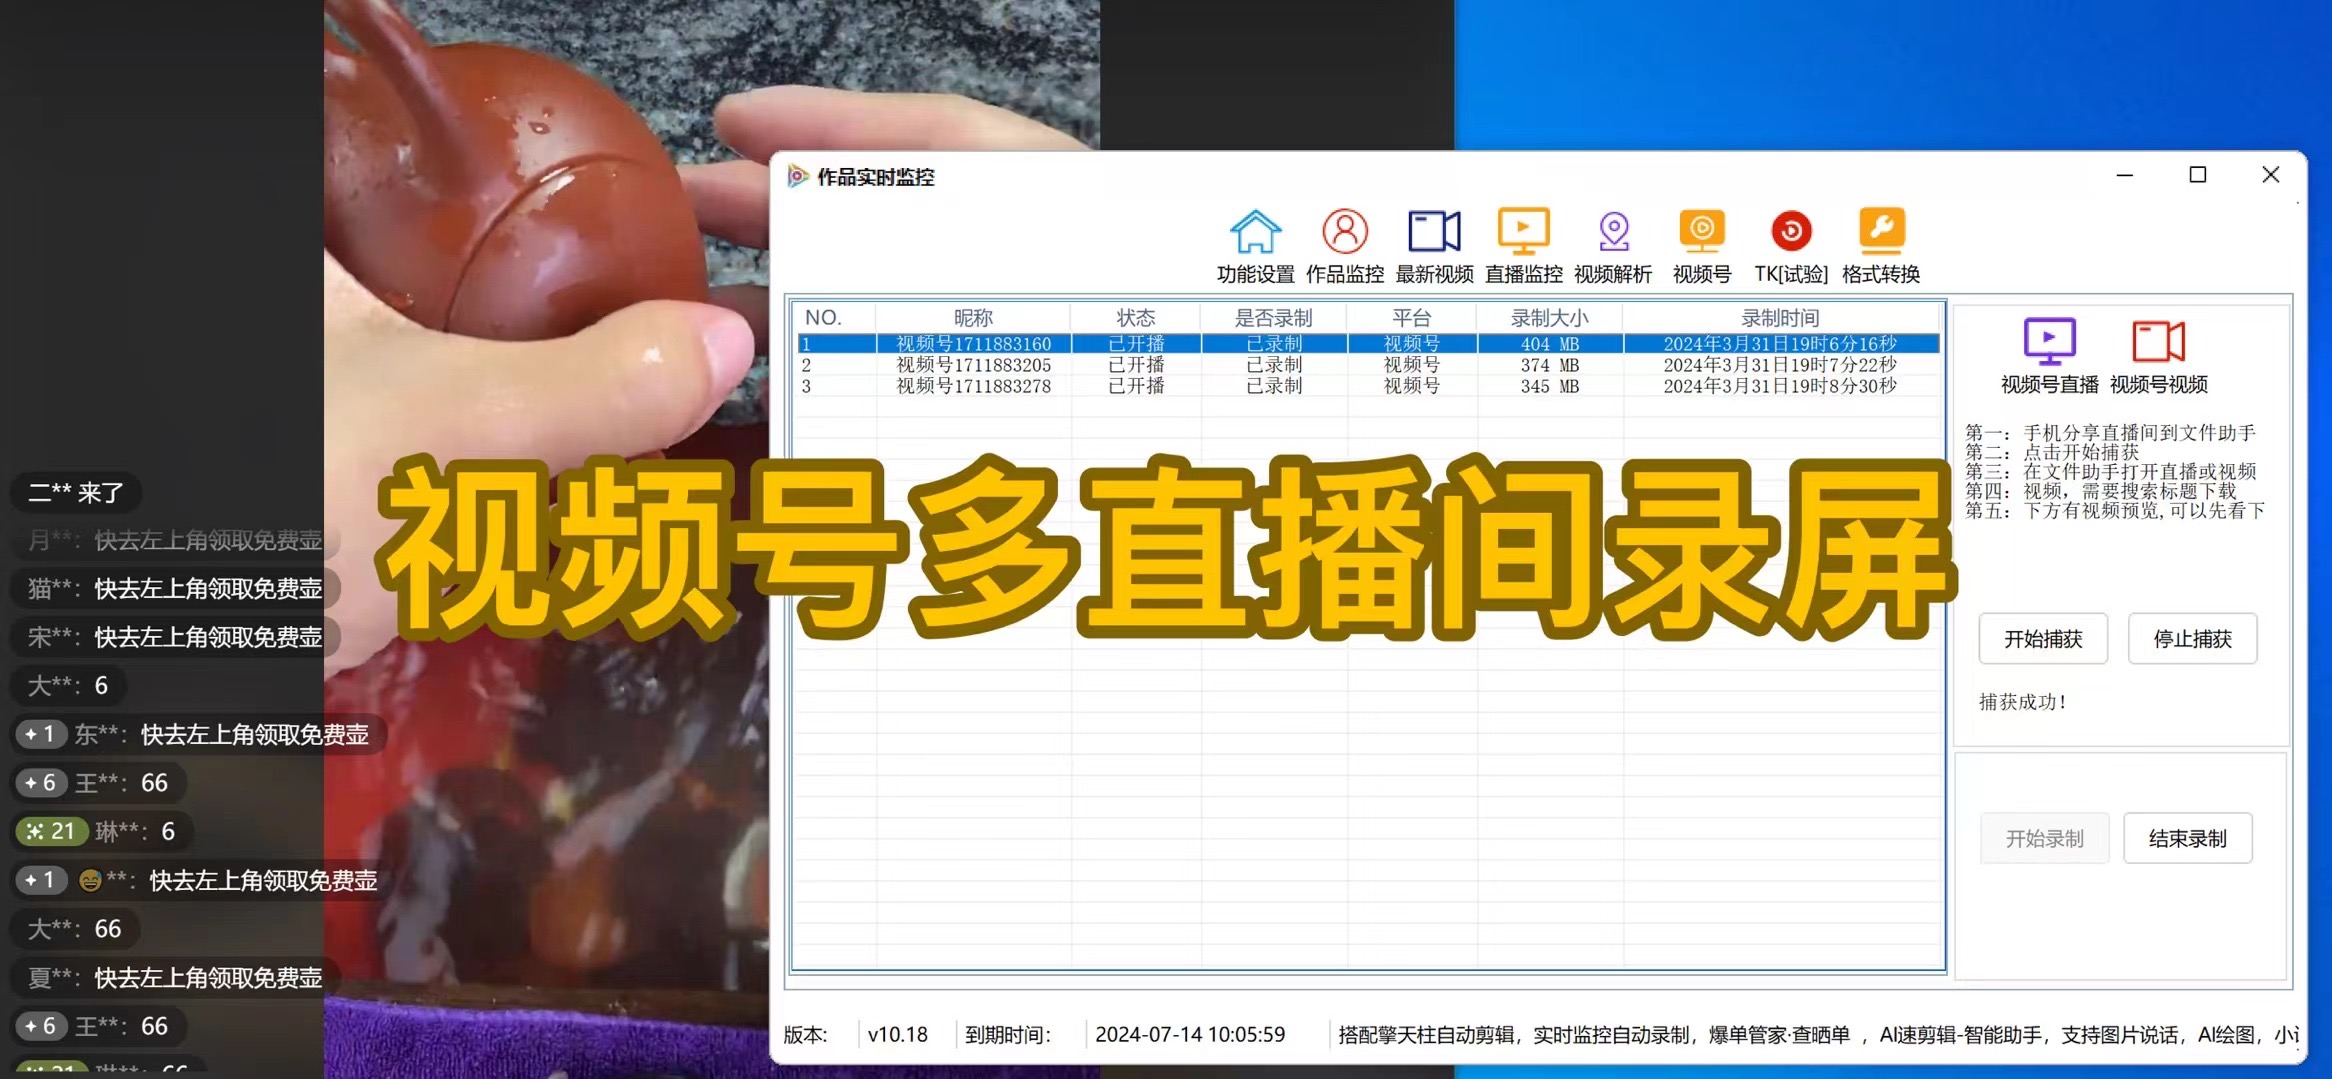 二** 来了
月**：快去左上角领取免费壶
猫**：快去左上角领取免费壶
宋**：快去左上角领取免费壶
大**：6
1 东**：快去左上角领取免费壶
6 王**：66
21 琳**：6
1 😅**：快去左上角领取免费壶
大**：66
夏**：快去左上角领取免费壶
6 王**：66
21 琳**：66
作品实时监控
功能设置 作品监控 最新视频 直播监控 视频解析 视频号 TK[试验] 格式转换
NO. 昵称 状态 是否录制 平台 录制大小 录制时间
1 视频号1711883160 已开播 已录制 视频号 404 MB 2024年3月31日19时6分16秒
2 视频号1711883205 已开播 已录制 视频号 374 MB 2024年3月31日19时7分22秒
3 视频号1711883278 已开播 已录制 视频号 345 MB 2024年3月31日19时8分30秒
视频号多直播间录屏
视频号直播 视频号视频
第一：手机分享直播间到文件助手
第二：点击开始捕获
第三：在文件助手打开直播或视频
第四：视频，需要搜索标题下载
第五：下方有视频预览,可以先看下
开始捕获 停止捕获
捕获成功！
开始录制 结束录制
版本： v10.18 到期时间： 2024-07-14 10:05:59 搭配擎天柱自动剪辑，实时监控自动录制，爆单管家·查晒单 ，AI速剪辑-智能助手，支持图片说话，AI绘图，小